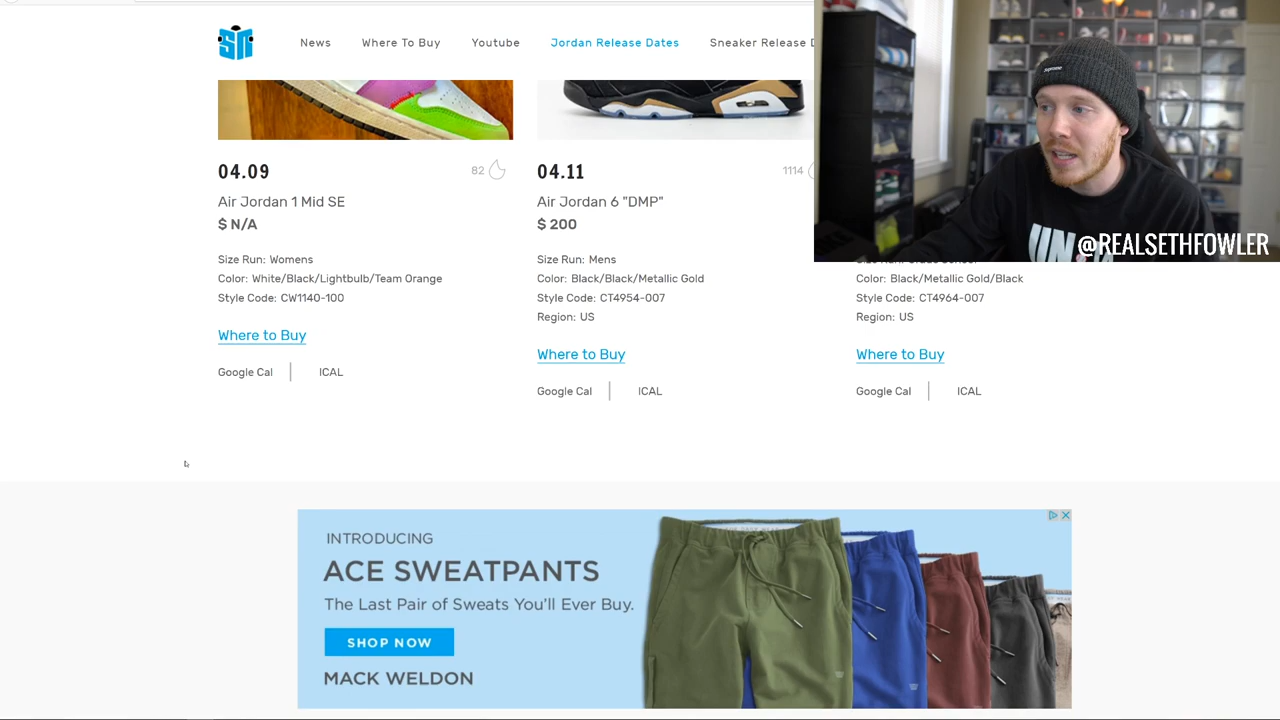 STI
News
Where To Buy
Youtube
Jordan Release Dates
Sneaker Release D
Supreme
UN
@REALSETHFOWLER
04.09
82
Air Jordan 1 Mid SE
$ N/A
Size Run: Womens
Color: White/Black/Lightbulb/Team Orange
Style Code: CW1140-100
Where to Buy
Google Cal
ICAL
04.11
1114
Air Jordan 6 "DMP"
$ 200
Size Run: Mens
Color: Black/Black/Metallic Gold
Style Code: CT4954-007
Region: US
Where to Buy
Google Cal
ICAL
Color: Black/Metallic Gold/Black
Style Code: CT4964-007
Region: US
Where to Buy
Google Cal
ICAL
INTRODUCING
ACE SWEATPANTS
The Last Pair of Sweats You'll Ever Buy.
SHOP NOW
MACK WELDON